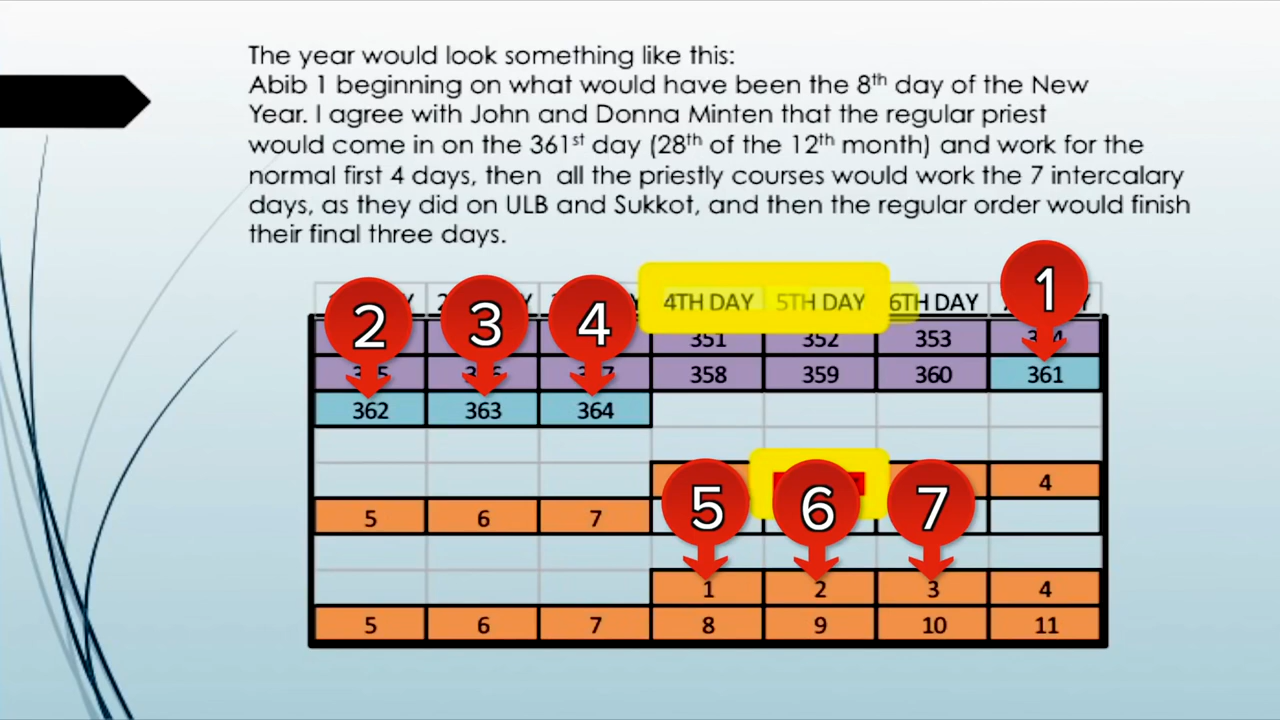 The year would look something like this:
Abib 1 beginning on what would have been the 8th day of the New
Year. I agree with John and Donna Minten that the regular priest
would come in on the 361st day (28th of the 12th month) and work for the
normal first 4 days, then all the priestly courses would work the 7 intercalary
days, as they did on ULB and Sukkot, and then the regular order would finish
their final three days.
2 3 4 1
4TH DAY 5TH DAY 6TH DAY
351 352 353
358 359 360 361
362 363 364
4
5 6 7
5 6 7
1 2 3 4
5 6 7 8 9 10 11